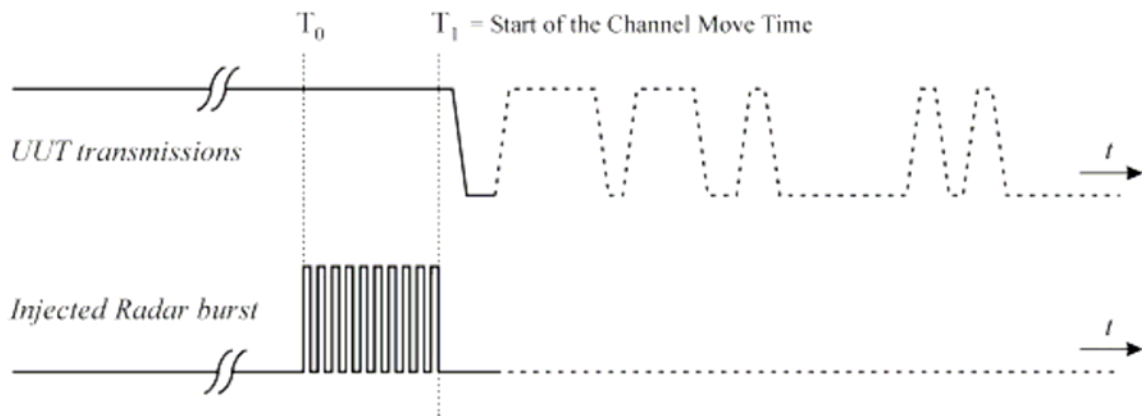 T0 T1 = Start of the Channel Move Time
UUT transmissions
t
Injected Radar burst
t